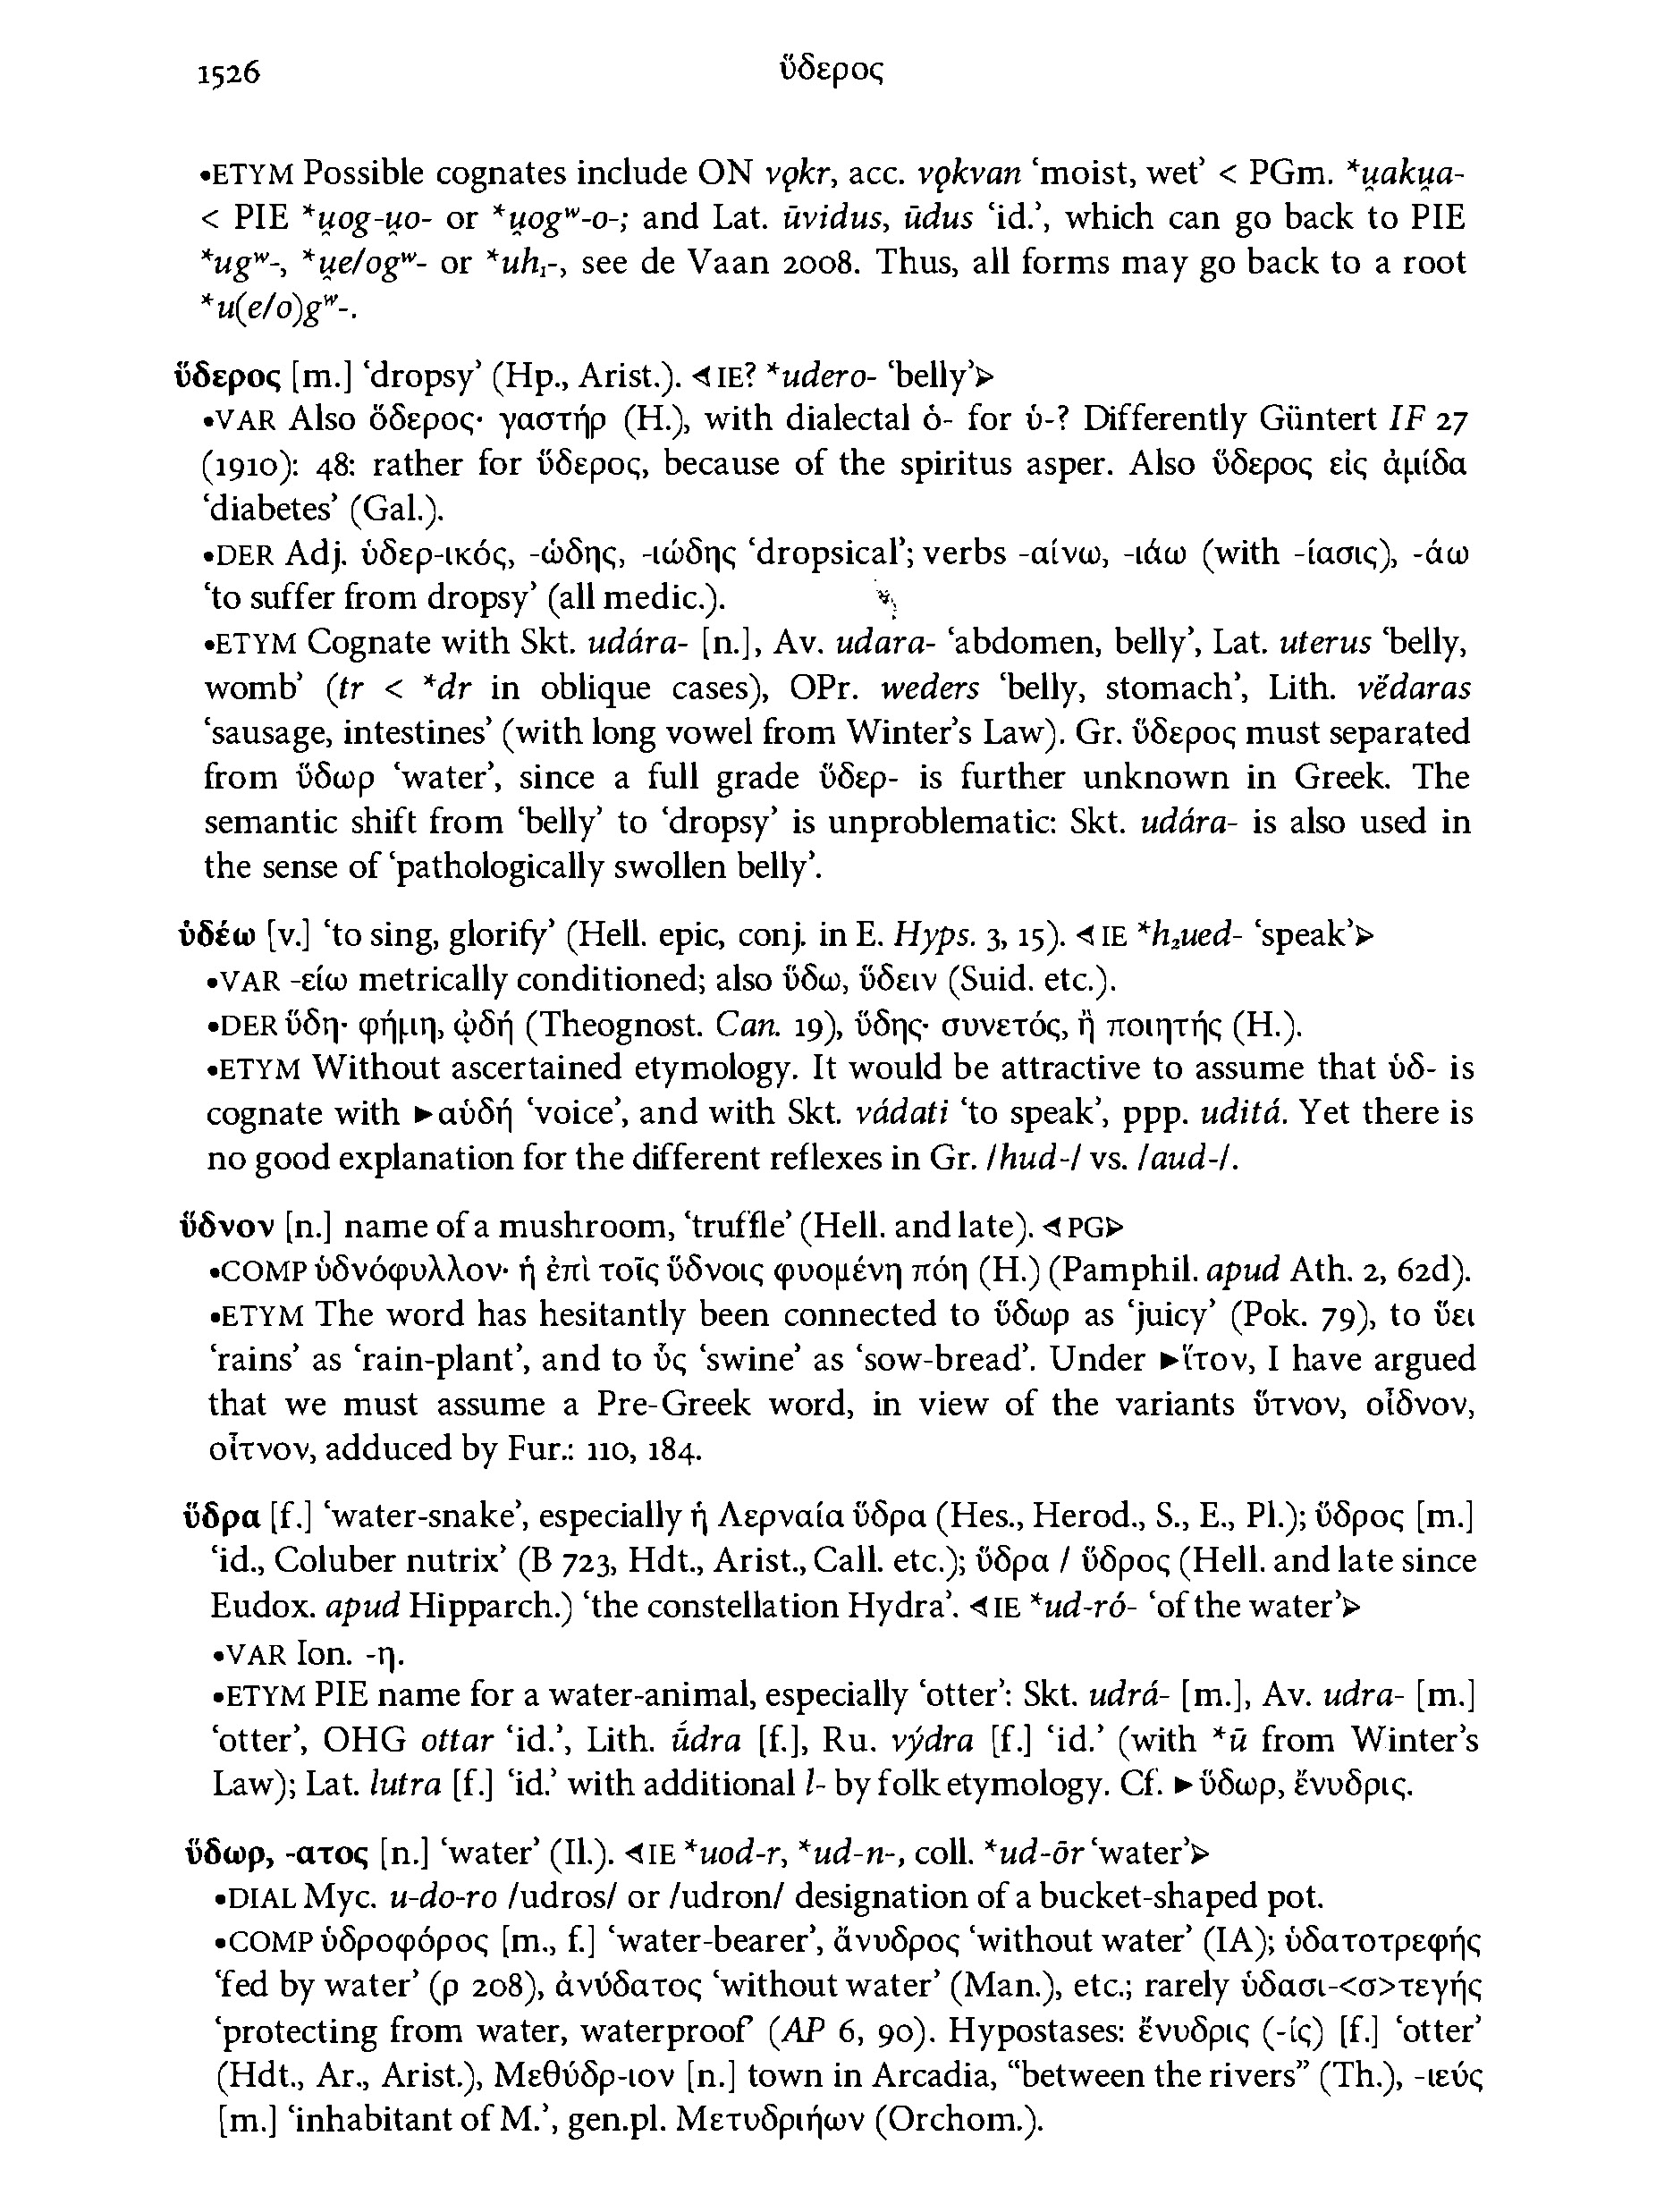 1526 ὕδερος
•ETYM Possible cognates include ON vǫkr, acc. vǫkvan ‘moist, wet’ < PGm. *u̯aku̯a-
< PIE *u̯og-u̯o- or *u̯ogʷ-o-; and Lat. ūvidus, ūdus ‘id.’, which can go back to PIE
*ugʷ-, *u̯e/ogʷ- or *uh₁-, see de Vaan 2008. Thus, all forms may go back to a root
*u(e/o)gʷ-.
ὕδερος [m.] ‘dropsy’ (Hp., Arist.). ◁IE? *udero- ‘belly’▷
•VAR Also ὅδερος· γαστήρ (H.), with dialectal ὁ- for ὑ-? Differently Güntert IF 27
(1910): 48: rather for ὕδερος, because of the spiritus asper. Also ὕδερος εἰς ἁμίδα
‘diabetes’ (Gal.).
•DER Adj. ὑδερ-ικός, -ώδης, -ιώδης ‘dropsical’; verbs -αίνω, -ιάω (with -ίασις), -άω
‘to suffer from dropsy’ (all medic.).
•ETYM Cognate with Skt. udára- [n.], Av. udara- ‘abdomen, belly’, Lat. uterus ‘belly,
womb’ (tr < *dr in oblique cases), OPr. weders ‘belly, stomach’, Lith. vė́daras
‘sausage, intestines’ (with long vowel from Winter’s Law). Gr. ὕδερος must separated
from ὕδωρ ‘water’, since a full grade ὕδερ- is further unknown in Greek. The
semantic shift from ‘belly’ to ‘dropsy’ is unproblematic: Skt. udára- is also used in
the sense of ‘pathologically swollen belly’.
ὑδέω [v.] ‘to sing, glorify’ (Hell. epic, conj. in E. Hyps. 3, 15). ◁IE *h₂ued- ‘speak’▷
•VAR -είω metrically conditioned; also ὕδω, ὕδειν (Suid. etc.).
•DER ὕδη· φήμη, ᾠδή (Theognost. Can. 19), ὕδης· συνετός, ἢ ποιητής (H.).
•ETYM Without ascertained etymology. It would be attractive to assume that ὑδ- is
cognate with ►αὐδή ‘voice’, and with Skt. vádati ‘to speak’, ppp. uditá. Yet there is
no good explanation for the different reflexes in Gr. /hud-/ vs. /aud-/.
ὕδνον [n.] name of a mushroom, ‘truffle’ (Hell. and late). ◁PG▷
•COMP ὑδνόφυλλον· ἡ ἐπὶ τοῖς ὕδνοις φυομένη πόη (H.) (Pamphil. apud Ath. 2, 62d).
•ETYM The word has hesitantly been connected to ὕδωρ as ‘juicy’ (Pok. 79), to ὕει
‘rains’ as ‘rain-plant’, and to ὗς ‘swine’ as ‘sow-bread’. Under ►ἴτον, I have argued
that we must assume a Pre-Greek word, in view of the variants ὕτνον, οἶδνον,
οἶτνον, adduced by Fur.: 110, 184.
ὕδρα [f.] ‘water-snake’, especially ἡ Λερναία ὕδρα (Hes., Herod., S., E., Pl.); ὕδρος [m.]
‘id., Coluber nutrix’ (B 723, Hdt., Arist., Call. etc.); ὕδρα / ὕδρος (Hell. and late since
Eudox. apud Hipparch.) ‘the constellation Hydra’. ◁IE *ud-ró- ‘of the water’▷
•VAR Ion. -η.
•ETYM PIE name for a water-animal, especially ‘otter’: Skt. udrá- [m.], Av. udra- [m.]
‘otter’, OHG ottar ‘id.’, Lith. ū́dra [f.], Ru. výdra [f.] ‘id.’ (with *ū from Winter’s
Law); Lat. lutra [f.] ‘id.’ with additional l- by folk etymology. Cf. ►ὕδωρ, ἔνυδρις.
ὕδωρ, -ατος [n.] ‘water’ (Il.). ◁IE *uod-r, *ud-n-, coll. *ud-ōr ‘water’▷
•DIAL Myc. u-do-ro /udros/ or /udron/ designation of a bucket-shaped pot.
•COMP ὑδροφόρος [m., f.] ‘water-bearer’, ἄνυδρος ‘without water’ (IA); ὑδατοτρεφής
‘fed by water’ (ρ 208), ἀνύδατος ‘without water’ (Man.), etc.; rarely ὑδασι-<σ>τεγής
‘protecting from water, waterproof’ (AP 6, 90). Hypostases: ἔνυδρις (-ίς) [f.] ‘otter’
(Hdt., Ar., Arist.), Μεθύδρ-ιον [n.] town in Arcadia, “between the rivers” (Th.), -ιεύς
[m.] ‘inhabitant of M.’, gen.pl. Μετυδριήων (Orchom.).